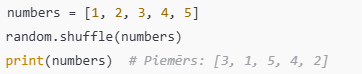 numbers = [1, 2, 3, 4, 5]
random.shuffle(numbers)
print(numbers)  # Piemērs: [3, 1, 5, 4, 2]